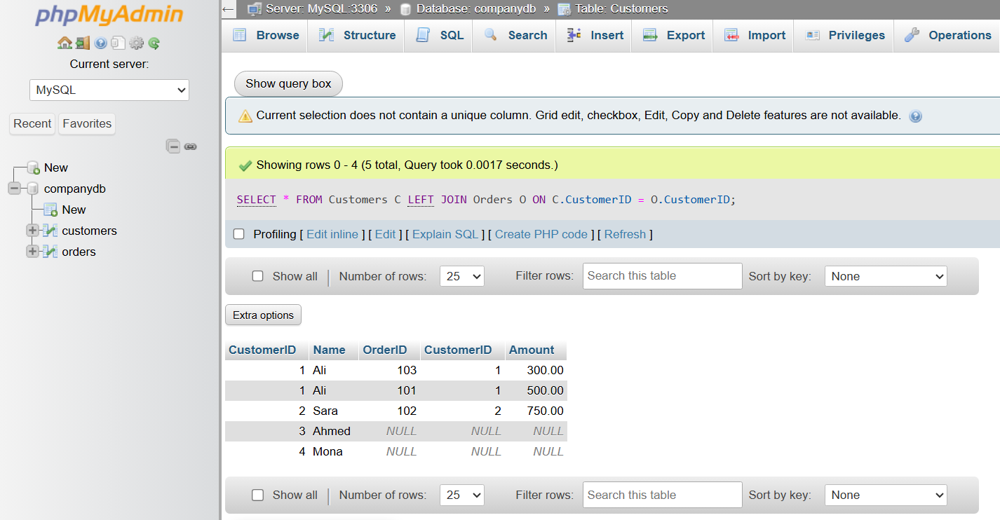 phpMyAdmin
Current server:
MySQL
Recent Favorites
New
companydb
New
customers
orders
Server: MySQL:3306 » Database: companydb » Table: Customers
Browse Structure SQL Search Insert Export Import Privileges Operations
Show query box
Current selection does not contain a unique column. Grid edit, checkbox, Edit, Copy and Delete features are not available.
Showing rows 0 - 4 (5 total, Query took 0.0017 seconds.)
SELECT * FROM Customers C LEFT JOIN Orders O ON C.CustomerID = O.CustomerID;
Profiling [ Edit inline ] [ Edit ] [ Explain SQL ] [ Create PHP code ] [ Refresh ]
Show all | Number of rows: 25 Filter rows: Search this table Sort by key: None
Extra options
CustomerID Name OrderID CustomerID Amount
1 Ali 103 1 300.00
1 Ali 101 1 500.00
2 Sara 102 2 750.00
3 Ahmed NULL NULL NULL
4 Mona NULL NULL NULL
Show all | Number of rows: 25 Filter rows: Search this table Sort by key: None